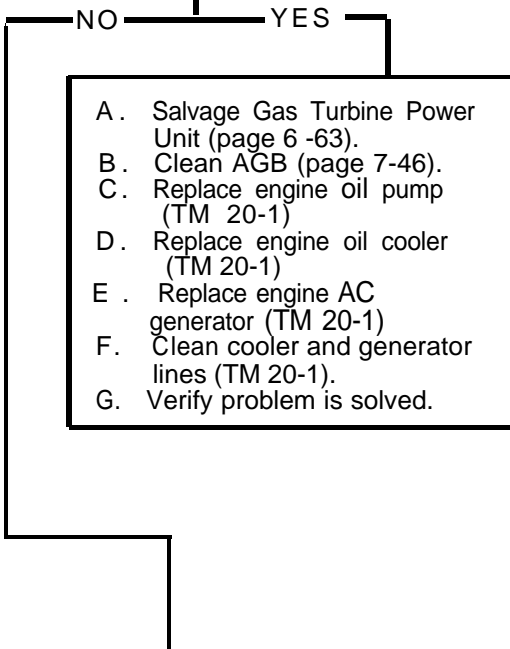 NO YES
A. Salvage Gas Turbine Power
Unit (page 6-63).
B. Clean AGB (page 7-46).
C. Replace engine oil pump
(TM 20-1)
D. Replace engine oil cooler
(TM 20-1)
E. Replace engine AC
generator (TM 20-1)
F. Clean cooler and generator
lines (TM 20-1).
G. Verify problem is solved.